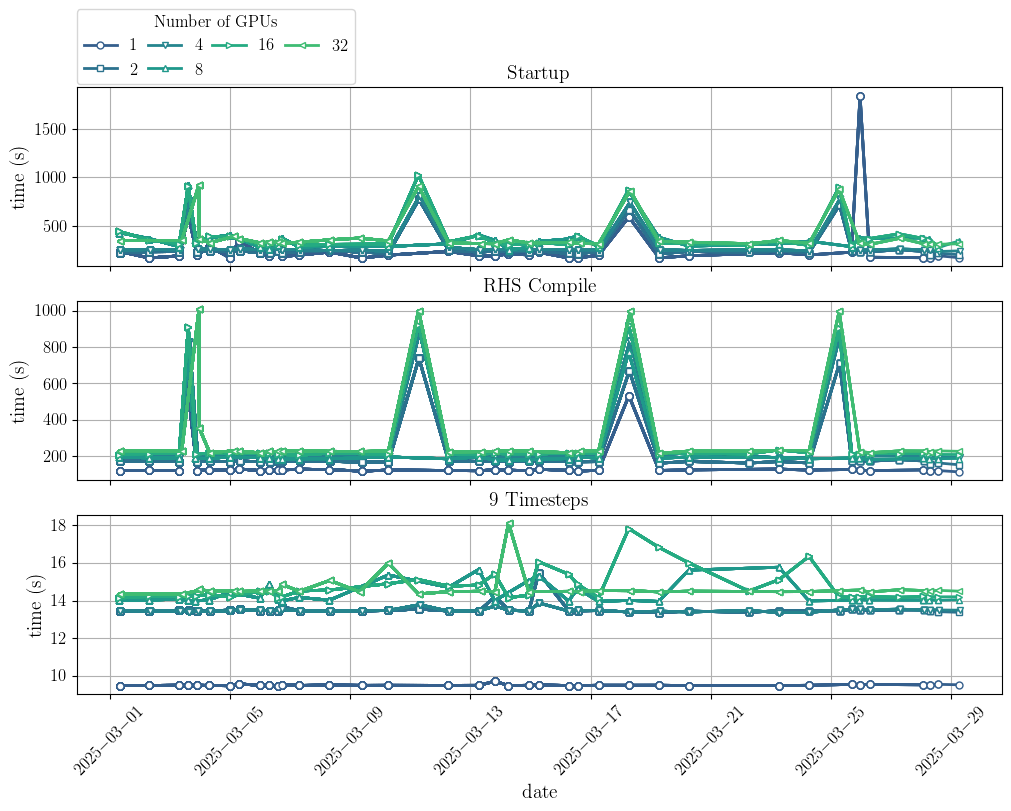 Number of GPUs
1 4 16 32
2 8
Startup
1500
1000
500
time (s)
RHS Compile
1000
800
600
400
200
time (s)
9 Timesteps
18
16
14
12
10
time (s)
2025−03−01 2025−03−05 2025−03−09 2025−03−13 2025−03−17 2025−03−21 2025−03−25 2025−03−29
date